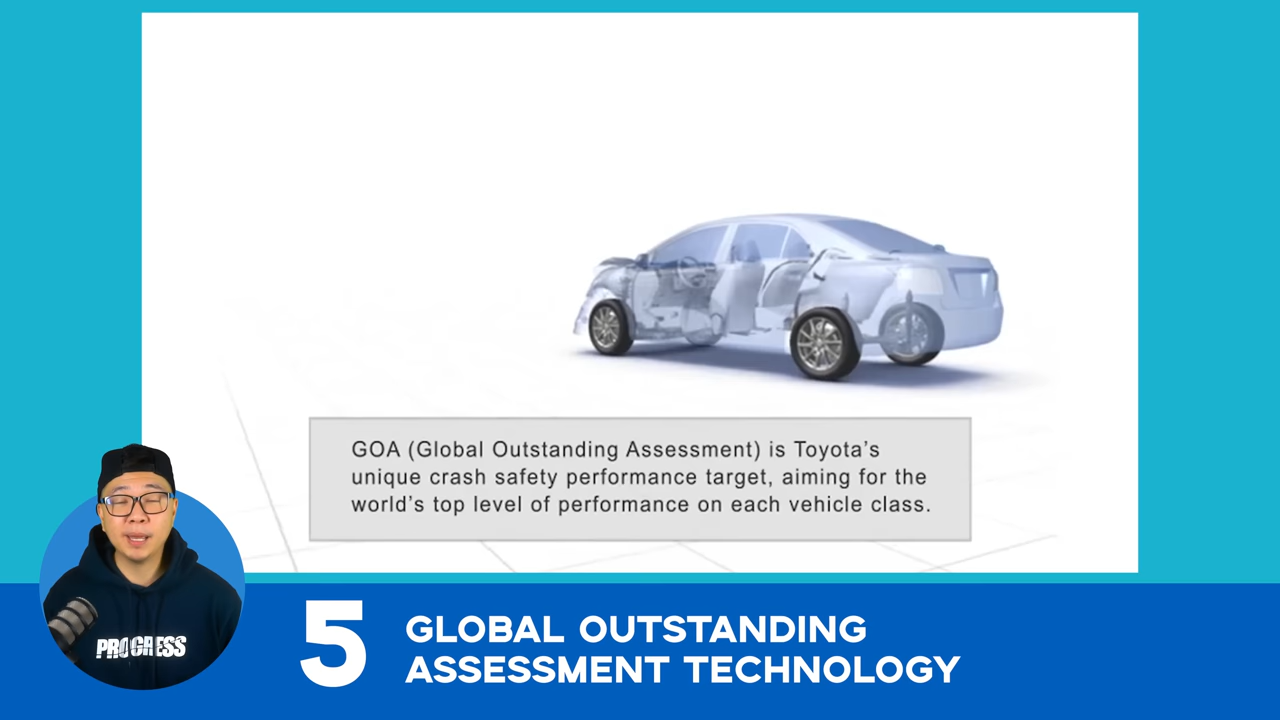 GOA (Global Outstanding Assessment) is Toyota's
unique crash safety performance target, aiming for the
world's top level of performance on each vehicle class.
PROGRESS
5
GLOBAL OUTSTANDING
ASSESSMENT TECHNOLOGY